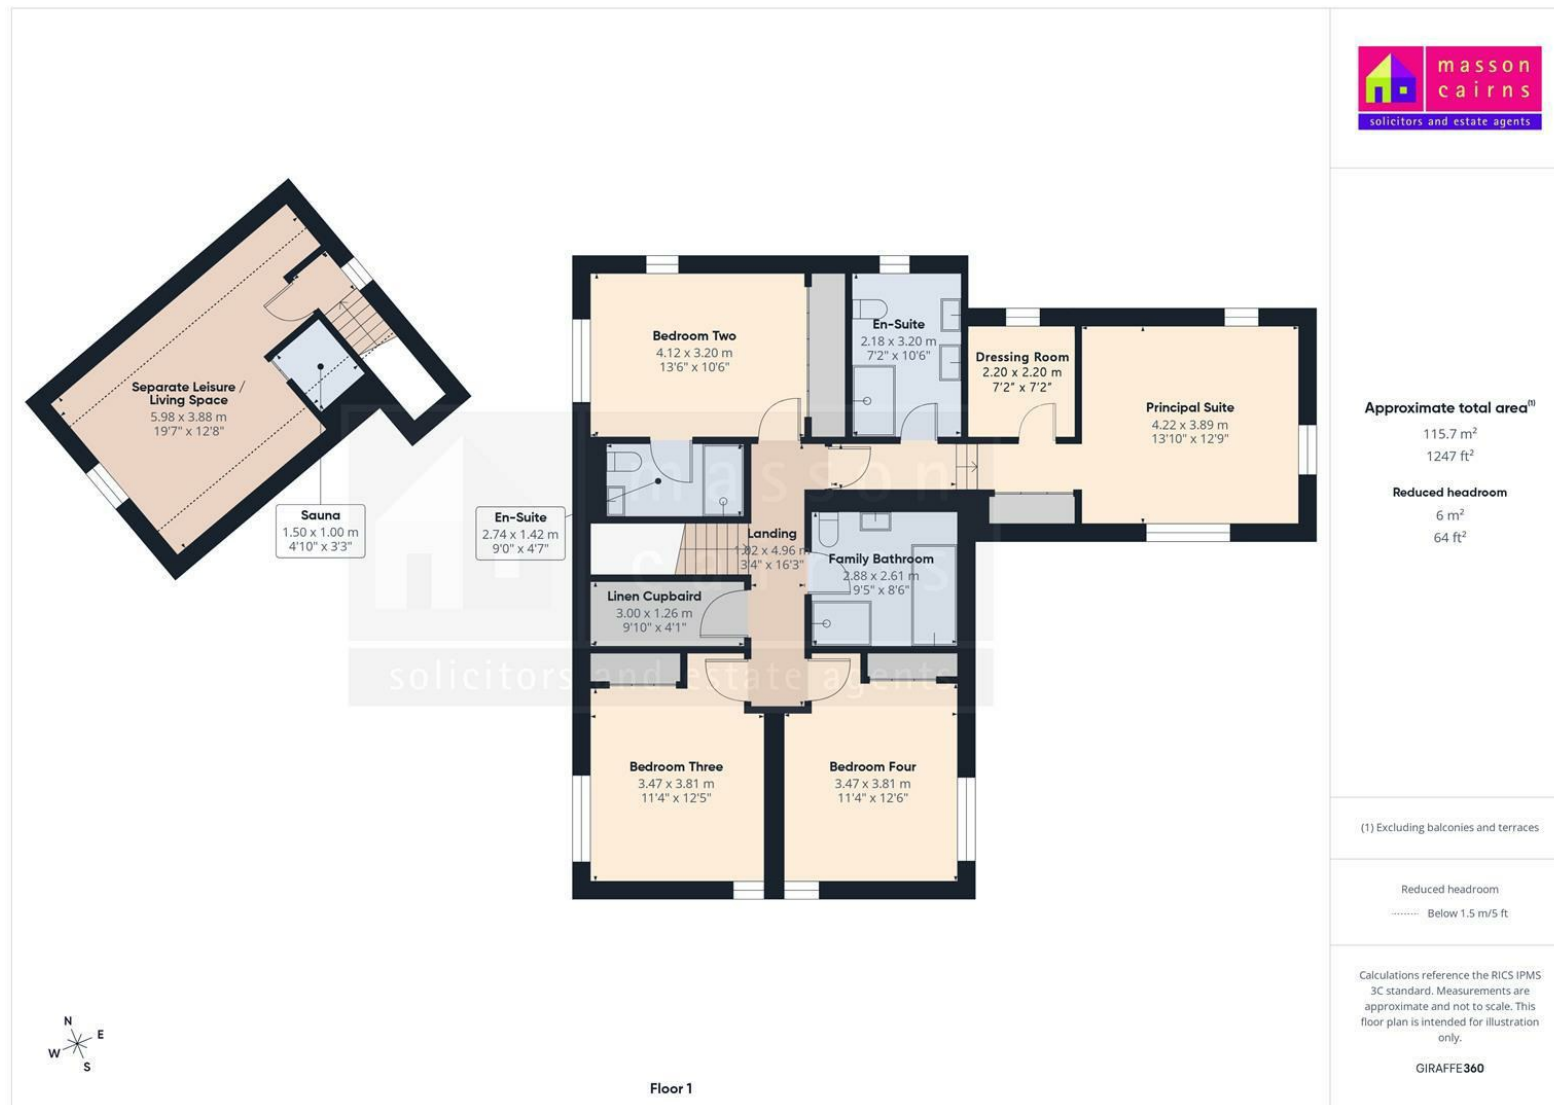 masson
cairns
solicitors and estate agents
Separate Leisure /
Living Space
5.98 x 3.88 m
19'7" x 12'8"
Sauna
1.50 x 1.00 m
4'10" x 3'3"
Bedroom Two
4.12 x 3.20 m
13'6" x 10'6"
En-Suite
2.18 x 3.20 m
7'2" x 10'6"
Dressing Room
2.20 x 2.20 m
7'2" x 7'2"
Principal Suite
4.22 x 3.89 m
13'10" x 12'9"
En-Suite
2.74 x 1.42 m
9'0" x 4'7"
Landing
1.02 x 4.96 m
3'4" x 16'3"
Family Bathroom
2.88 x 2.61 m
9'5" x 8'6"
Linen Cupbaird
3.00 x 1.26 m
9'10" x 4'1"
masson
cairns
solicitors and estate agents
Bedroom Three
3.47 x 3.81 m
11'4" x 12'5"
Bedroom Four
3.47 x 3.81 m
11'4" x 12'6"
N
E
W
S
Floor 1
Approximate total area(1)
115.7 m²
1247 ft²
Reduced headroom
6 m²
64 ft²
(1) Excluding balconies and terraces
Reduced headroom
Below 1.5 m/5 ft
Calculations reference the RICS IPMS
3C standard. Measurements are
approximate and not to scale. This
floor plan is intended for illustration
only.
GIRAFFE360